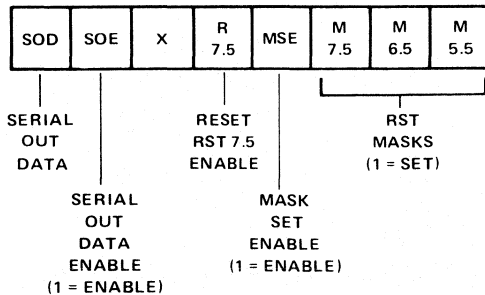 SOD SOE X R 7.5 MSE M 7.5 M 6.5 M 5.5
SERIAL
OUT
DATA
SERIAL
OUT
DATA
ENABLE
(1 = ENABLE)
RESET
RST 7.5
ENABLE
MASK
SET
ENABLE
(1 = ENABLE)
RST
MASKS
(1 = SET)